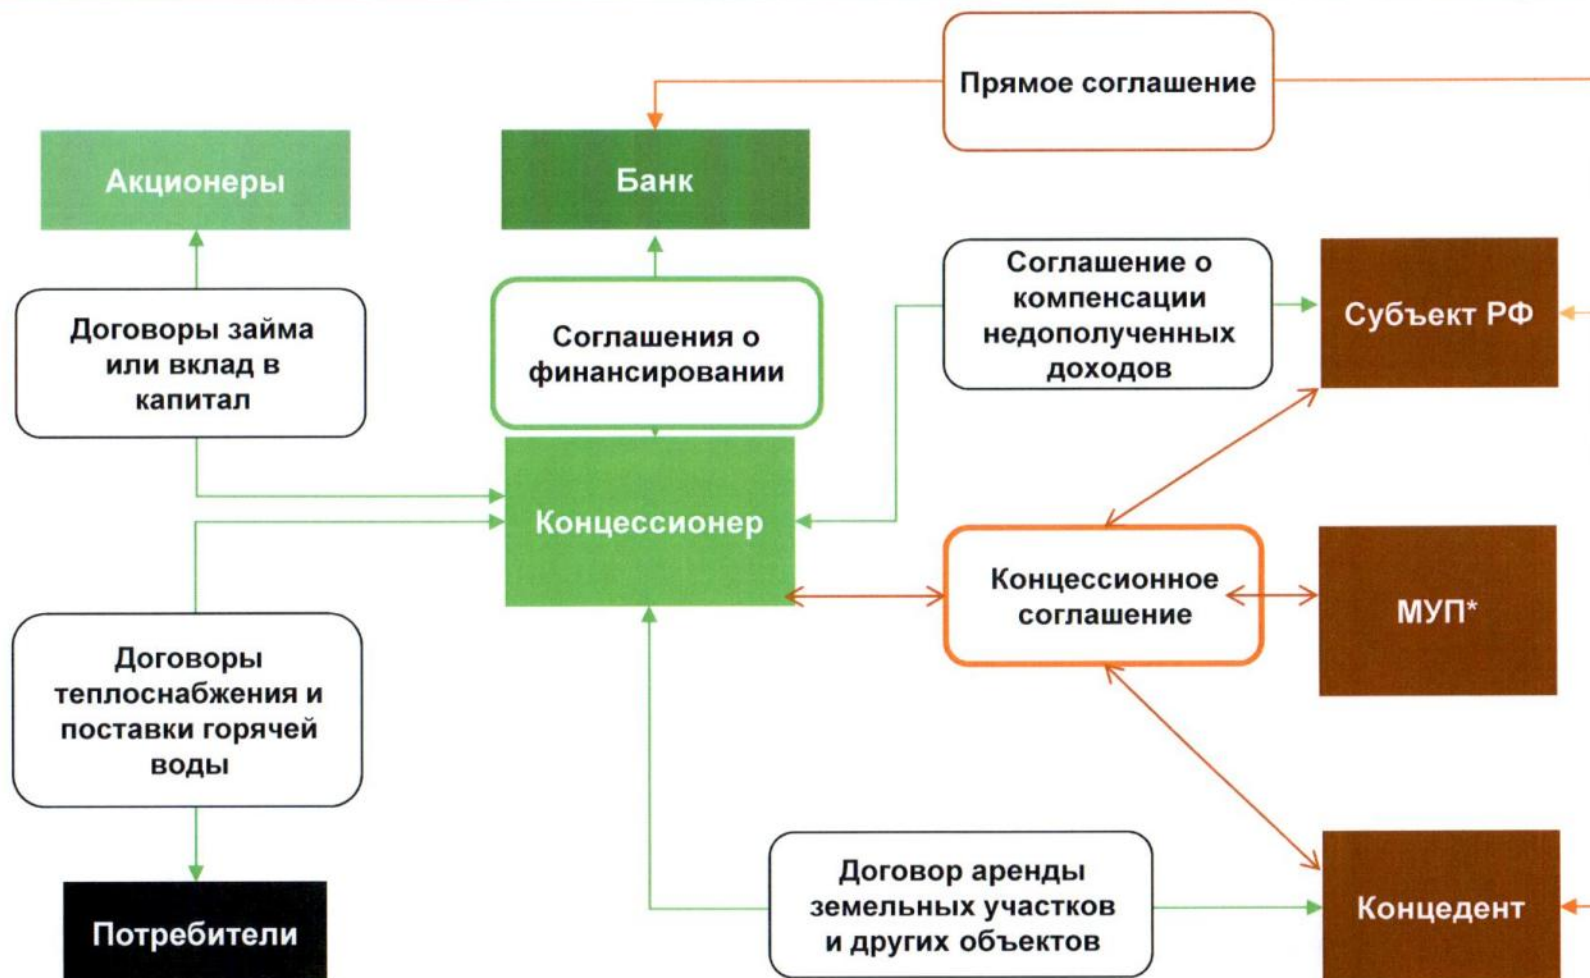 Прямое соглашение
Акционеры
Банк
Договоры займа
или вклад в
капитал
Соглашения о
финансировании
Соглашение о
компенсации
недополученных
доходов
Субъект РФ
Концессионер
Концессионное
соглашение
МУП*
Договоры
теплоснабжения и
поставки горячей
воды
Потребители
Договор аренды
земельных участков
и других объектов
Концедент